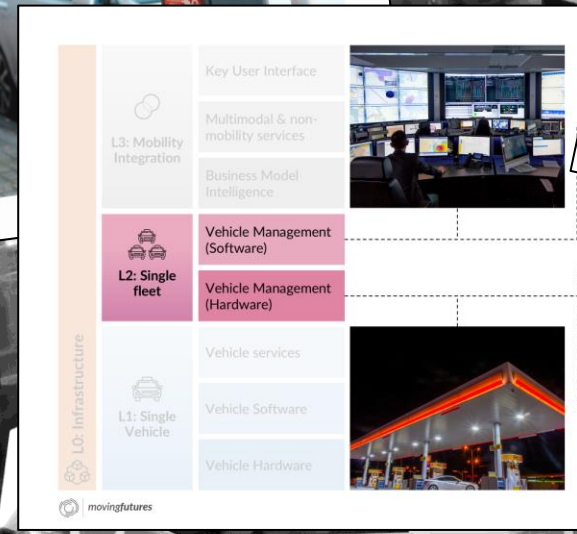 Key User Interface
Multimodal & non-
mobility services
L3: Mobility
Integration
Business Model
Intelligence
Vehicle Management
(Software)
L2: Single
fleet
Vehicle Management
(Hardware)
Vehicle services
L1: Single
Vehicle
Vehicle Software
Vehicle Hardware
L0: Infrastructure
movingfutures